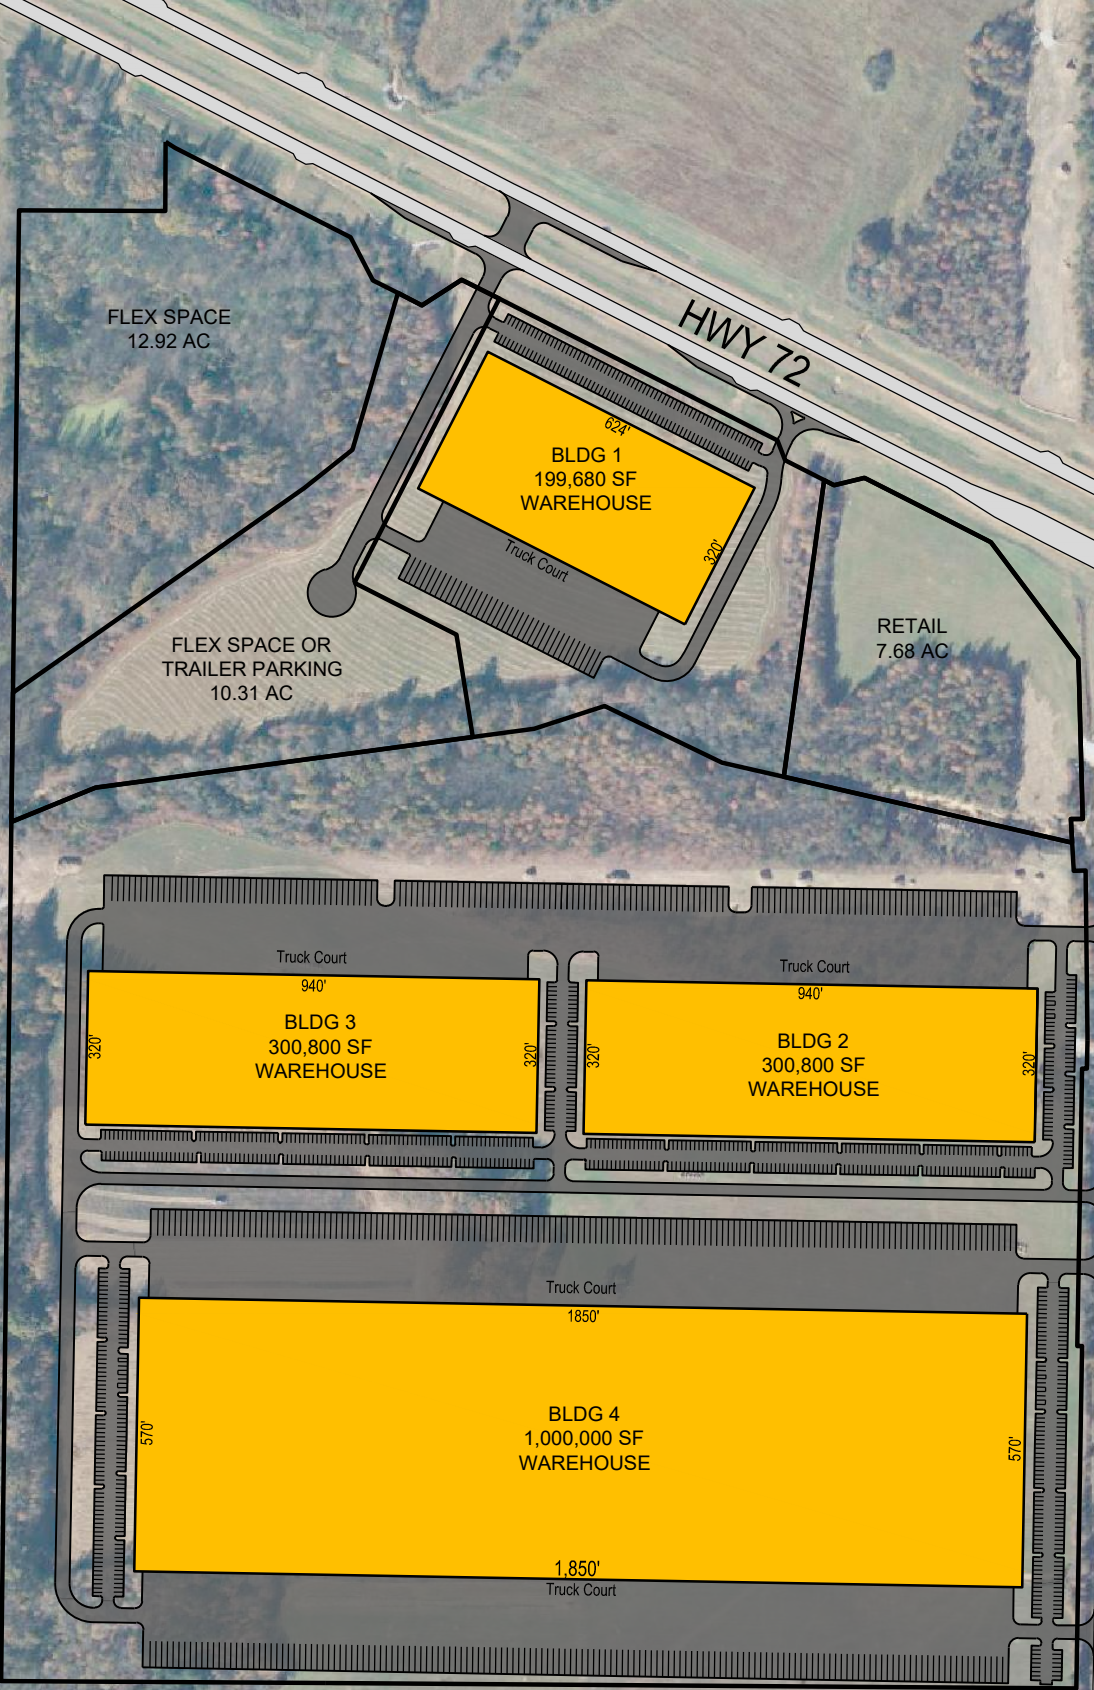 HWY 72
FLEX SPACE
12.92 AC
624'
BLDG 1
199,680 SF
WAREHOUSE
320'
Truck Court
RETAIL
7.68 AC
FLEX SPACE OR
TRAILER PARKING
10.31 AC
Truck Court
940'
BLDG 3
300,800 SF
WAREHOUSE
320'
320'
Truck Court
940'
BLDG 2
300,800 SF
WAREHOUSE
320'
320'
Truck Court
1850'
BLDG 4
1,000,000 SF
WAREHOUSE
570'
570'
1,850'
Truck Court